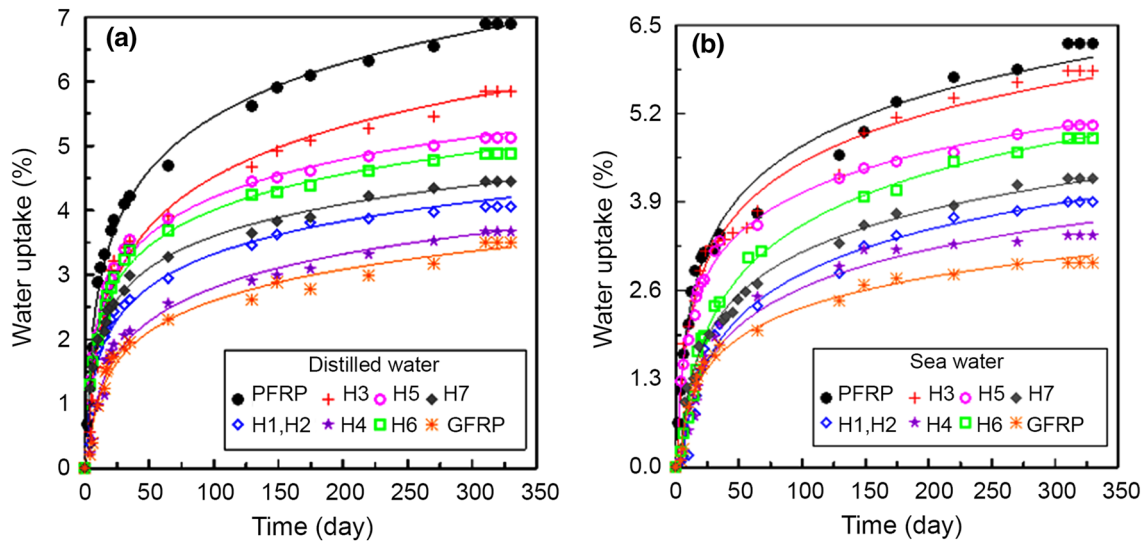 (a)
7
6
5
4
3
2
1
0
Water uptake (%)
0 50 100 150 200 250 300 350
Time (day)
Distilled water
PFRP H3 H5 H7
H1,H2 H4 H6 GFRP
(b)
6.5
5.2
3.9
2.6
1.3
0.0
Water uptake (%)
0 50 100 150 200 250 300 350
Time (day)
Sea water
PFRP H3 H5 H7
H1,H2 H4 H6 GFRP